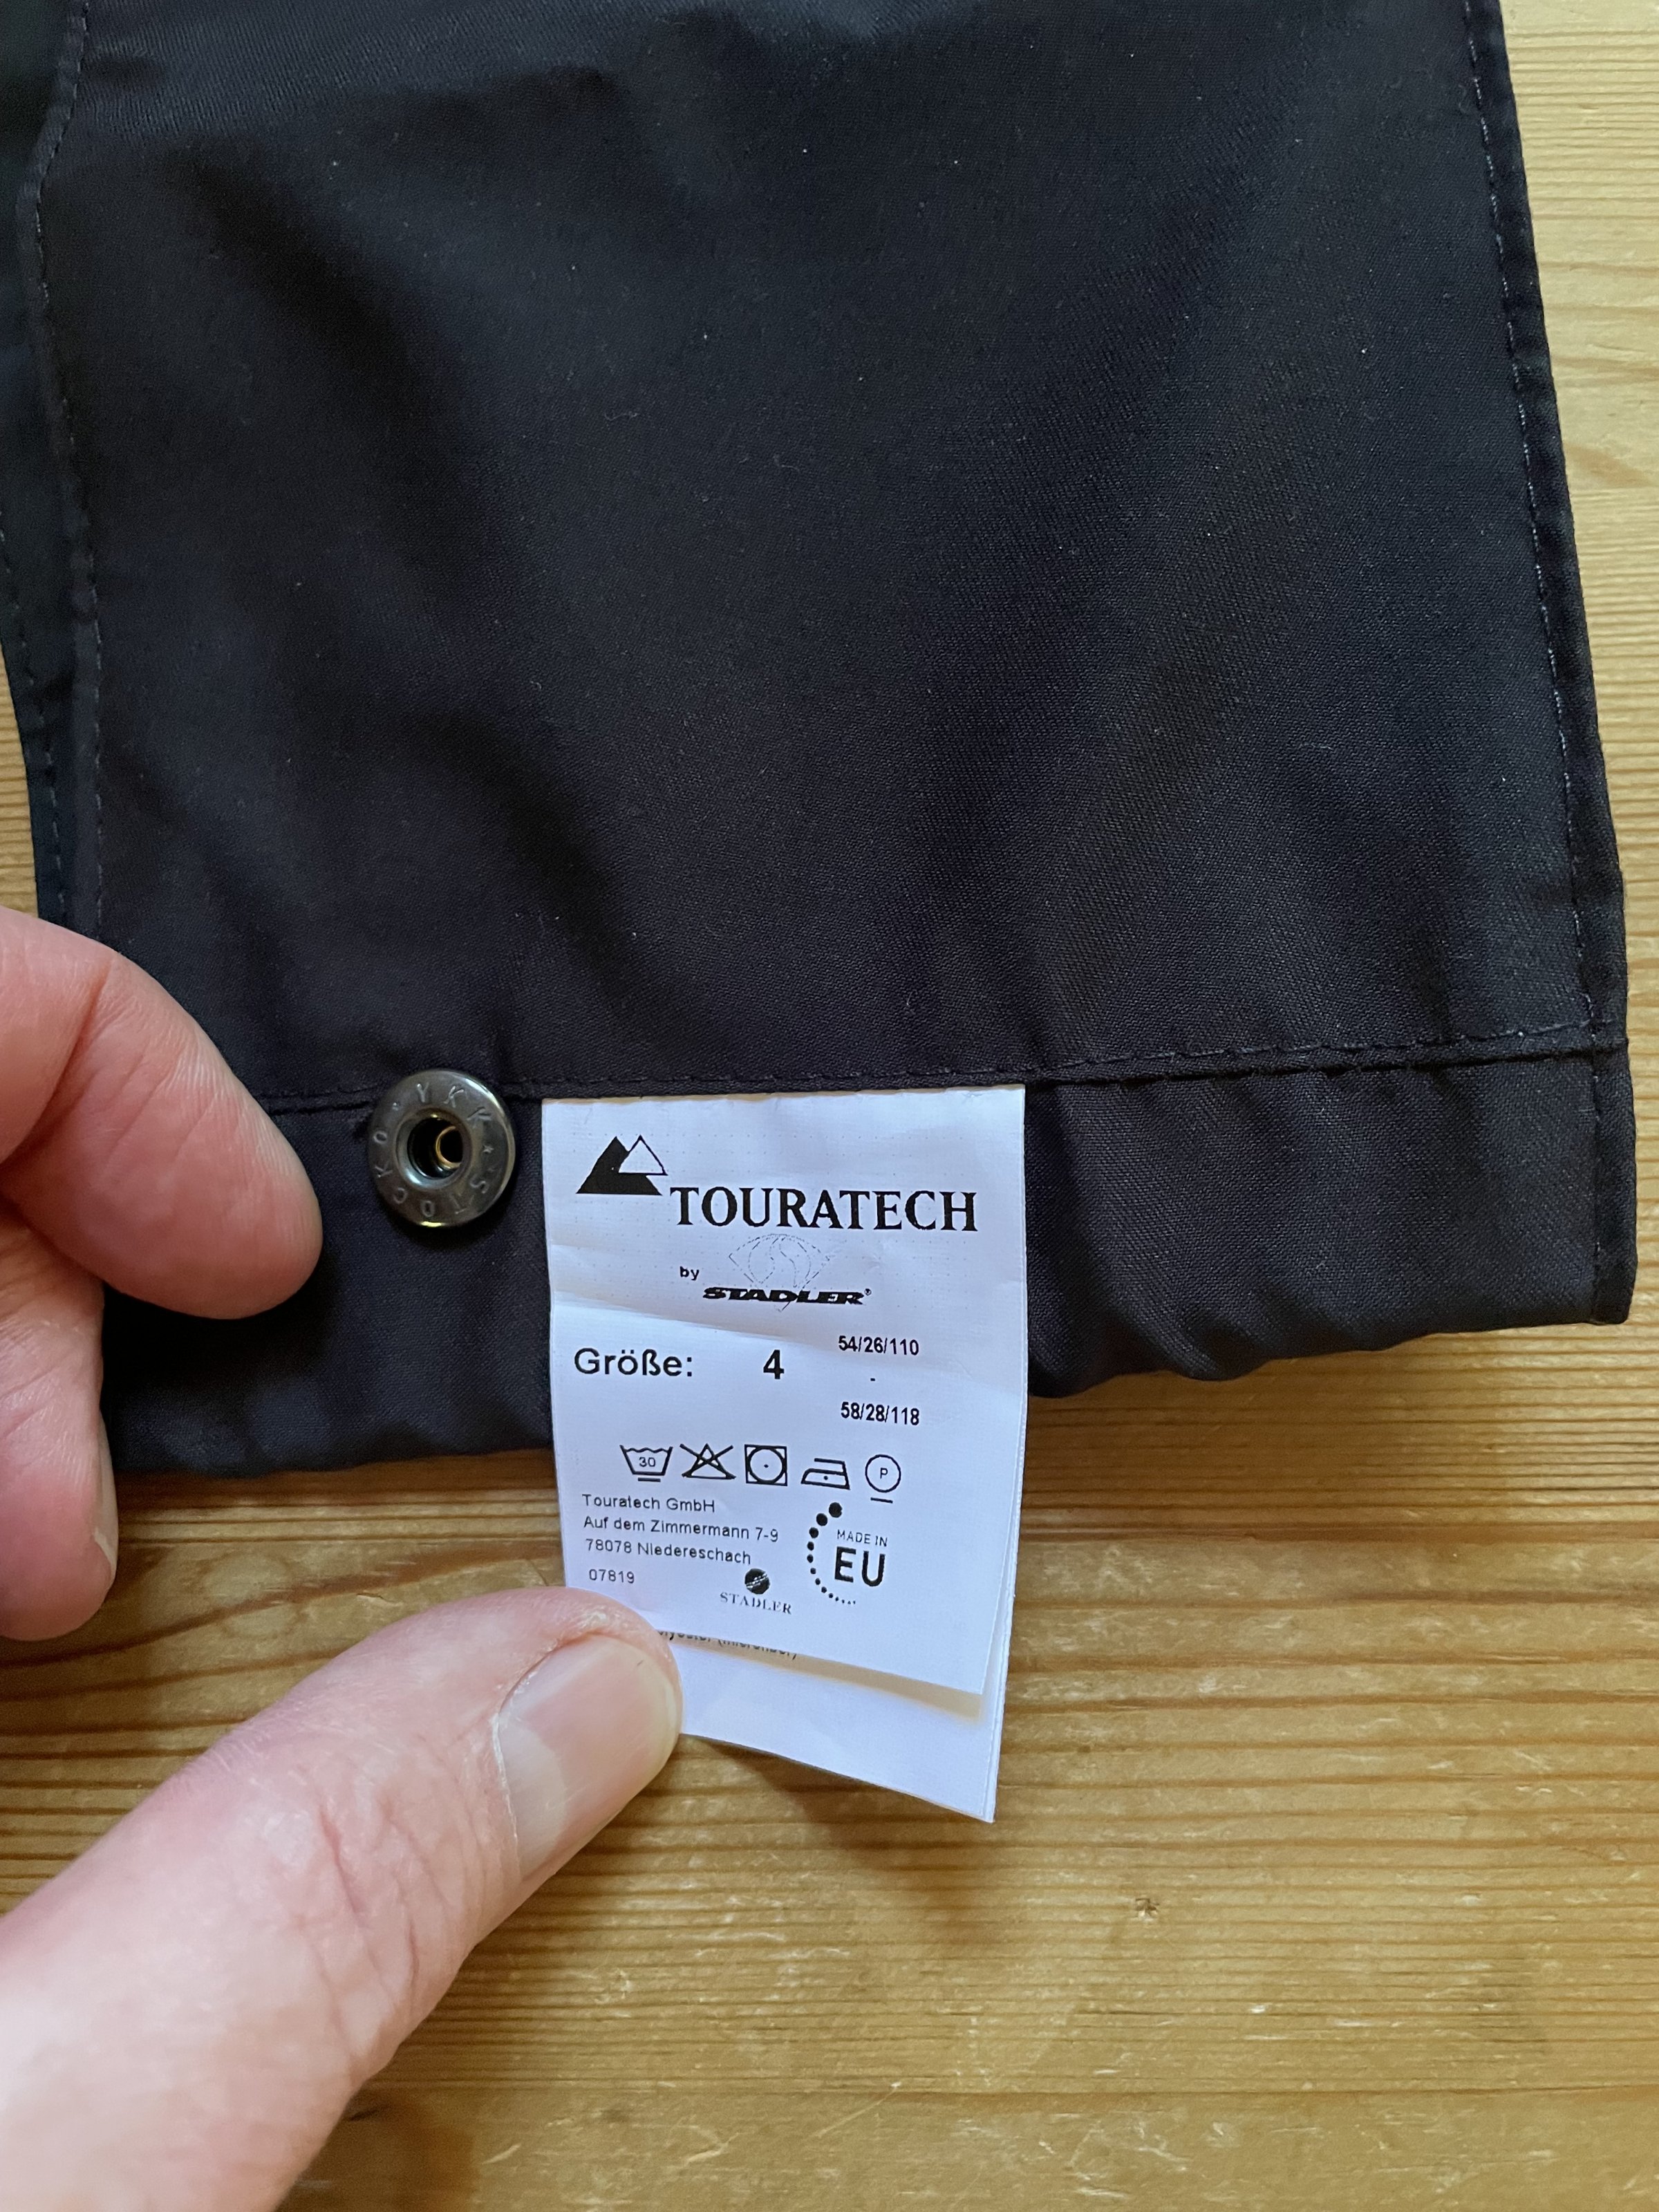 YKK • STOCKO •
TOURATECH
by
STADLER®
54/26/110
Größe: 4 -
58/28/118
30
P
Touratech GmbH
Auf dem Zimmermann 7-9
78078 Niedereschach
07819
STADLER
MADE IN
EU